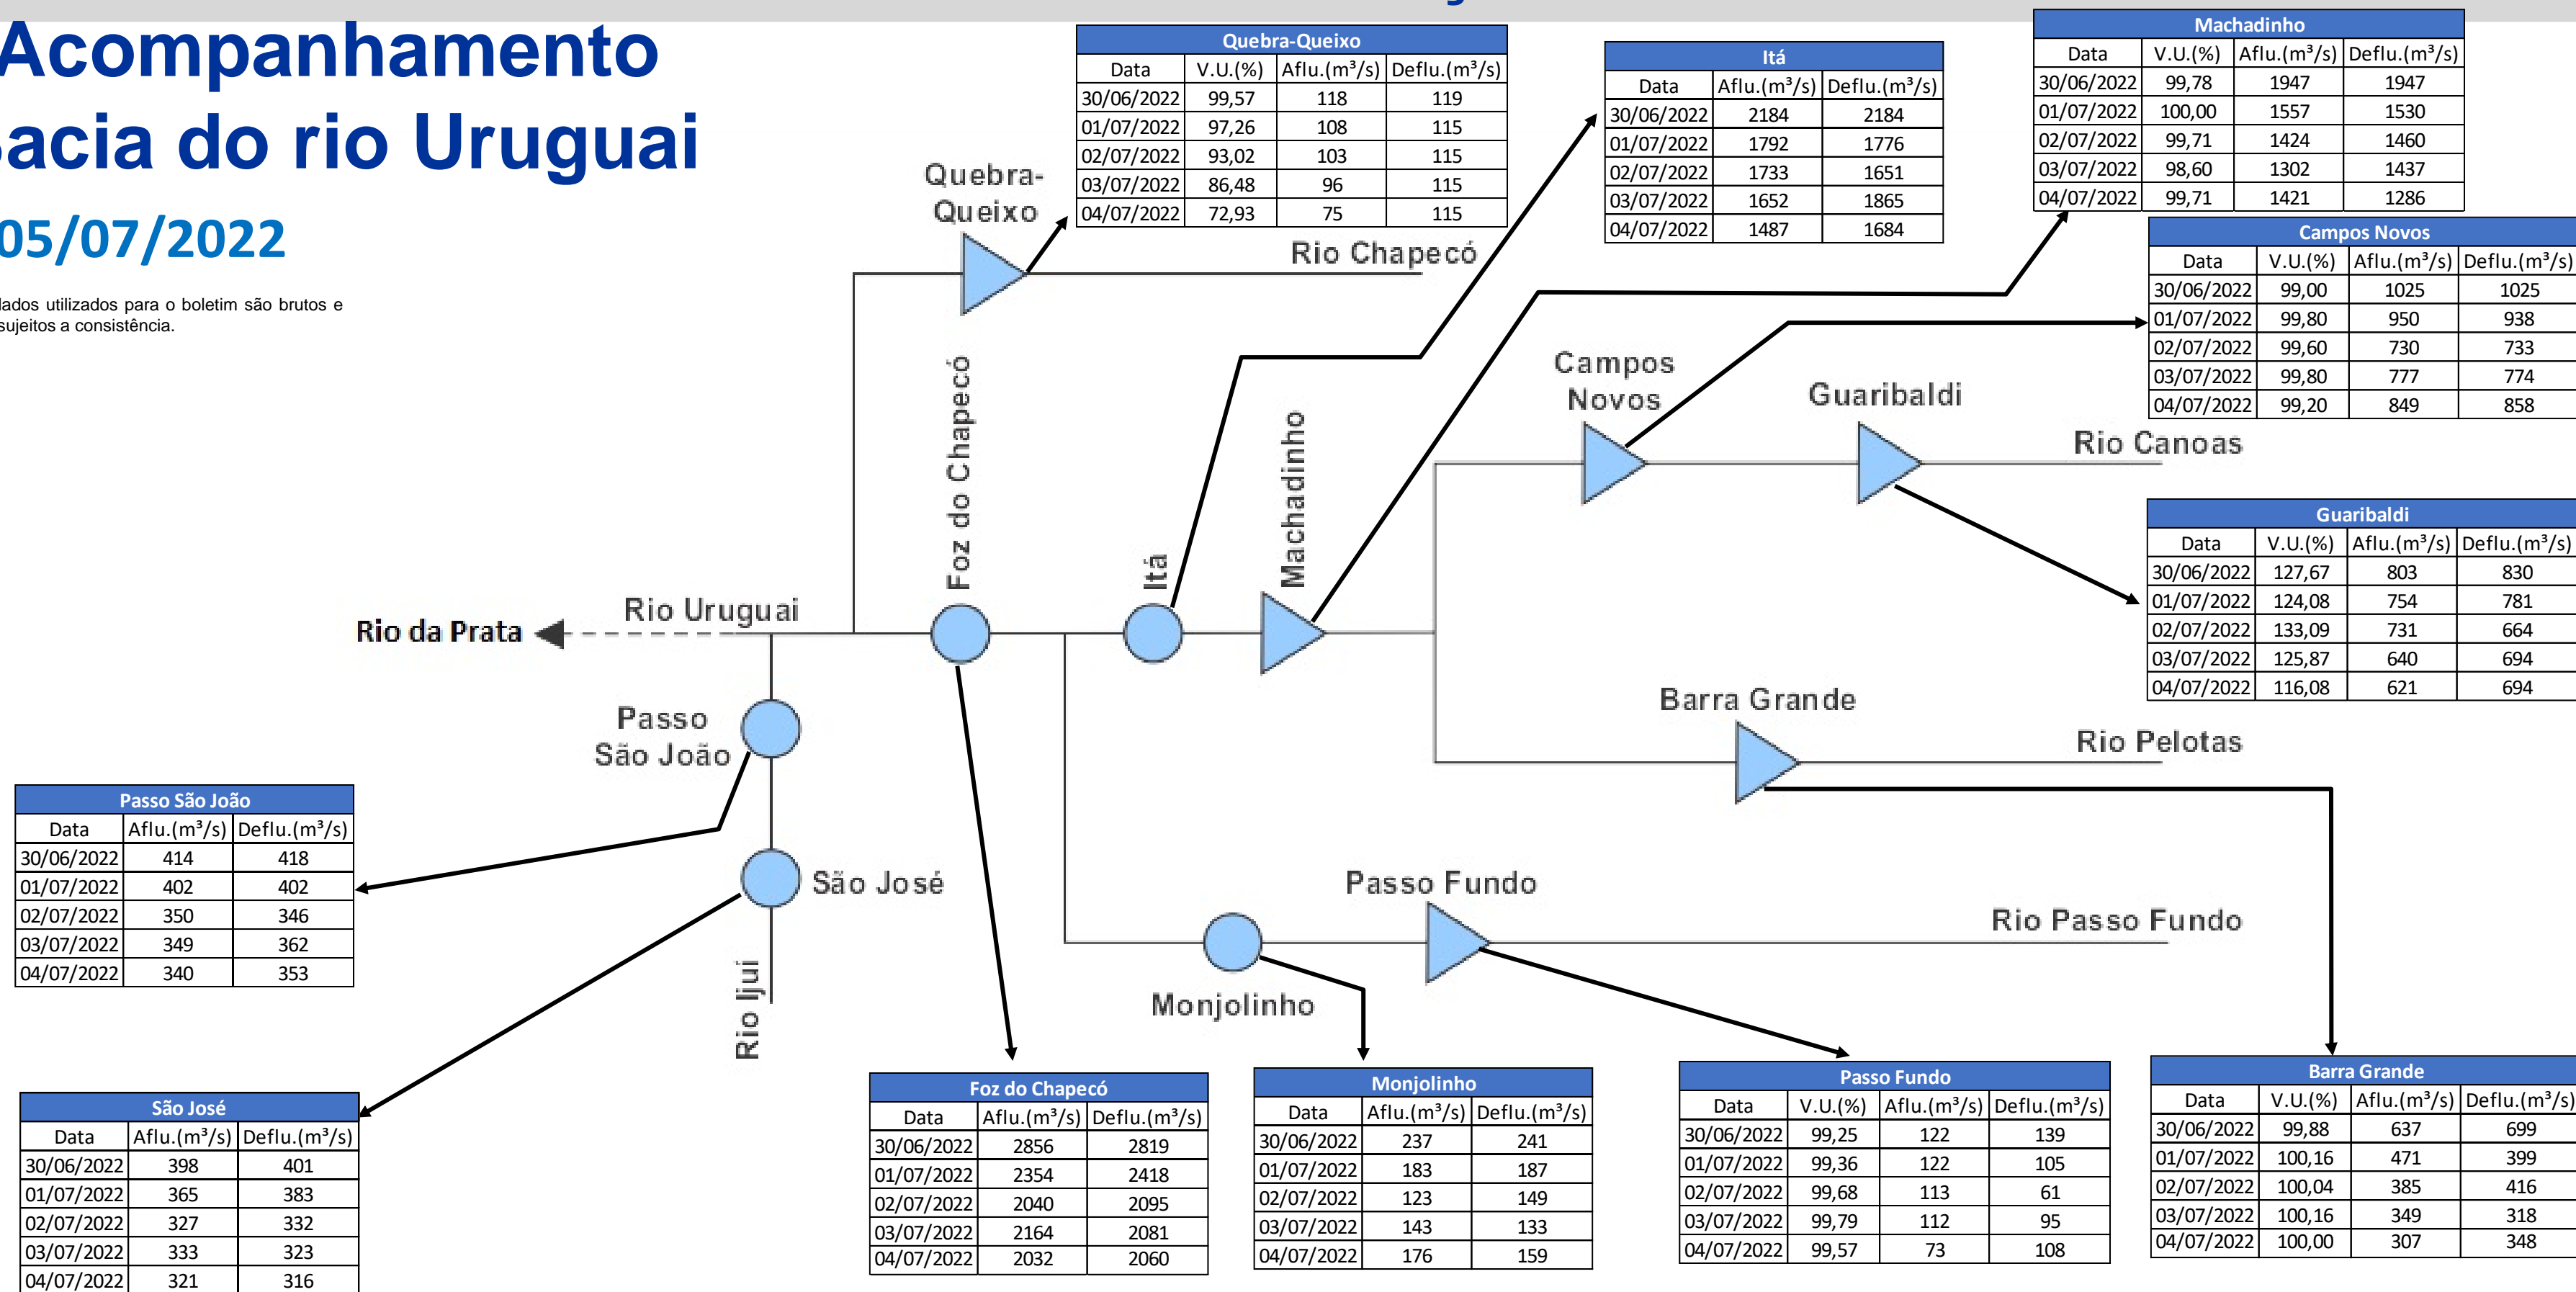 Acompanhamento
acia do rio Uruguai
05/07/2022
dados utilizados para o boletim são brutos e
sujeitos a consistência.
Quebra-Queixo
Data V.U.(%) Aflu.(m³/s) Deflu.(m³/s)
30/06/2022 99,57 118 119
01/07/2022 97,26 108 115
02/07/2022 93,02 103 115
03/07/2022 86,48 96 115
04/07/2022 72,93 75 115
Itá
Data Aflu.(m³/s) Deflu.(m³/s)
30/06/2022 2184 2184
01/07/2022 1792 1776
02/07/2022 1733 1651
03/07/2022 1652 1865
04/07/2022 1487 1684
Machadinho
Data V.U.(%) Aflu.(m³/s) Deflu.(m³/s)
30/06/2022 99,78 1947 1947
01/07/2022 100,00 1557 1530
02/07/2022 99,71 1424 1460
03/07/2022 98,60 1302 1437
04/07/2022 99,71 1421 1286
Campos Novos
Data V.U.(%) Aflu.(m³/s) Deflu.(m³/s)
30/06/2022 99,00 1025 1025
01/07/2022 99,80 950 938
02/07/2022 99,60 730 733
03/07/2022 99,80 777 774
04/07/2022 99,20 849 858
Guaribaldi
Data V.U.(%) Aflu.(m³/s) Deflu.(m³/s)
30/06/2022 127,67 803 830
01/07/2022 124,08 754 781
02/07/2022 133,09 731 664
03/07/2022 125,87 640 694
04/07/2022 116,08 621 694
Quebra-
Queixo
Rio Chapecó
Foz do Chapecó
Itá
Machadinho
Campos
Novos
Guaribaldi
Rio Canoas
Rio da Prata
Rio Uruguai
Passo
São João
Barra Grande
Rio Pelotas
São José
Passo Fundo
Rio Passo Fundo
Monjolinho
Rio Ijuí
Passo São João
Data Aflu.(m³/s) Deflu.(m³/s)
30/06/2022 414 418
01/07/2022 402 402
02/07/2022 350 346
03/07/2022 349 362
04/07/2022 340 353
São José
Data Aflu.(m³/s) Deflu.(m³/s)
30/06/2022 398 401
01/07/2022 365 383
02/07/2022 327 332
03/07/2022 333 323
04/07/2022 321 316
Foz do Chapecó
Data Aflu.(m³/s) Deflu.(m³/s)
30/06/2022 2856 2819
01/07/2022 2354 2418
02/07/2022 2040 2095
03/07/2022 2164 2081
04/07/2022 2032 2060
Monjolinho
Data Aflu.(m³/s) Deflu.(m³/s)
30/06/2022 237 241
01/07/2022 183 187
02/07/2022 123 149
03/07/2022 143 133
04/07/2022 176 159
Passo Fundo
Data V.U.(%) Aflu.(m³/s) Deflu.(m³/s)
30/06/2022 99,25 122 139
01/07/2022 99,36 122 105
02/07/2022 99,68 113 61
03/07/2022 99,79 112 95
04/07/2022 99,57 73 108
Barra Grande
Data V.U.(%) Aflu.(m³/s) Deflu.(m³/s)
30/06/2022 99,88 637 699
01/07/2022 100,16 471 399
02/07/2022 100,04 385 416
03/07/2022 100,16 349 318
04/07/2022 100,00 307 348